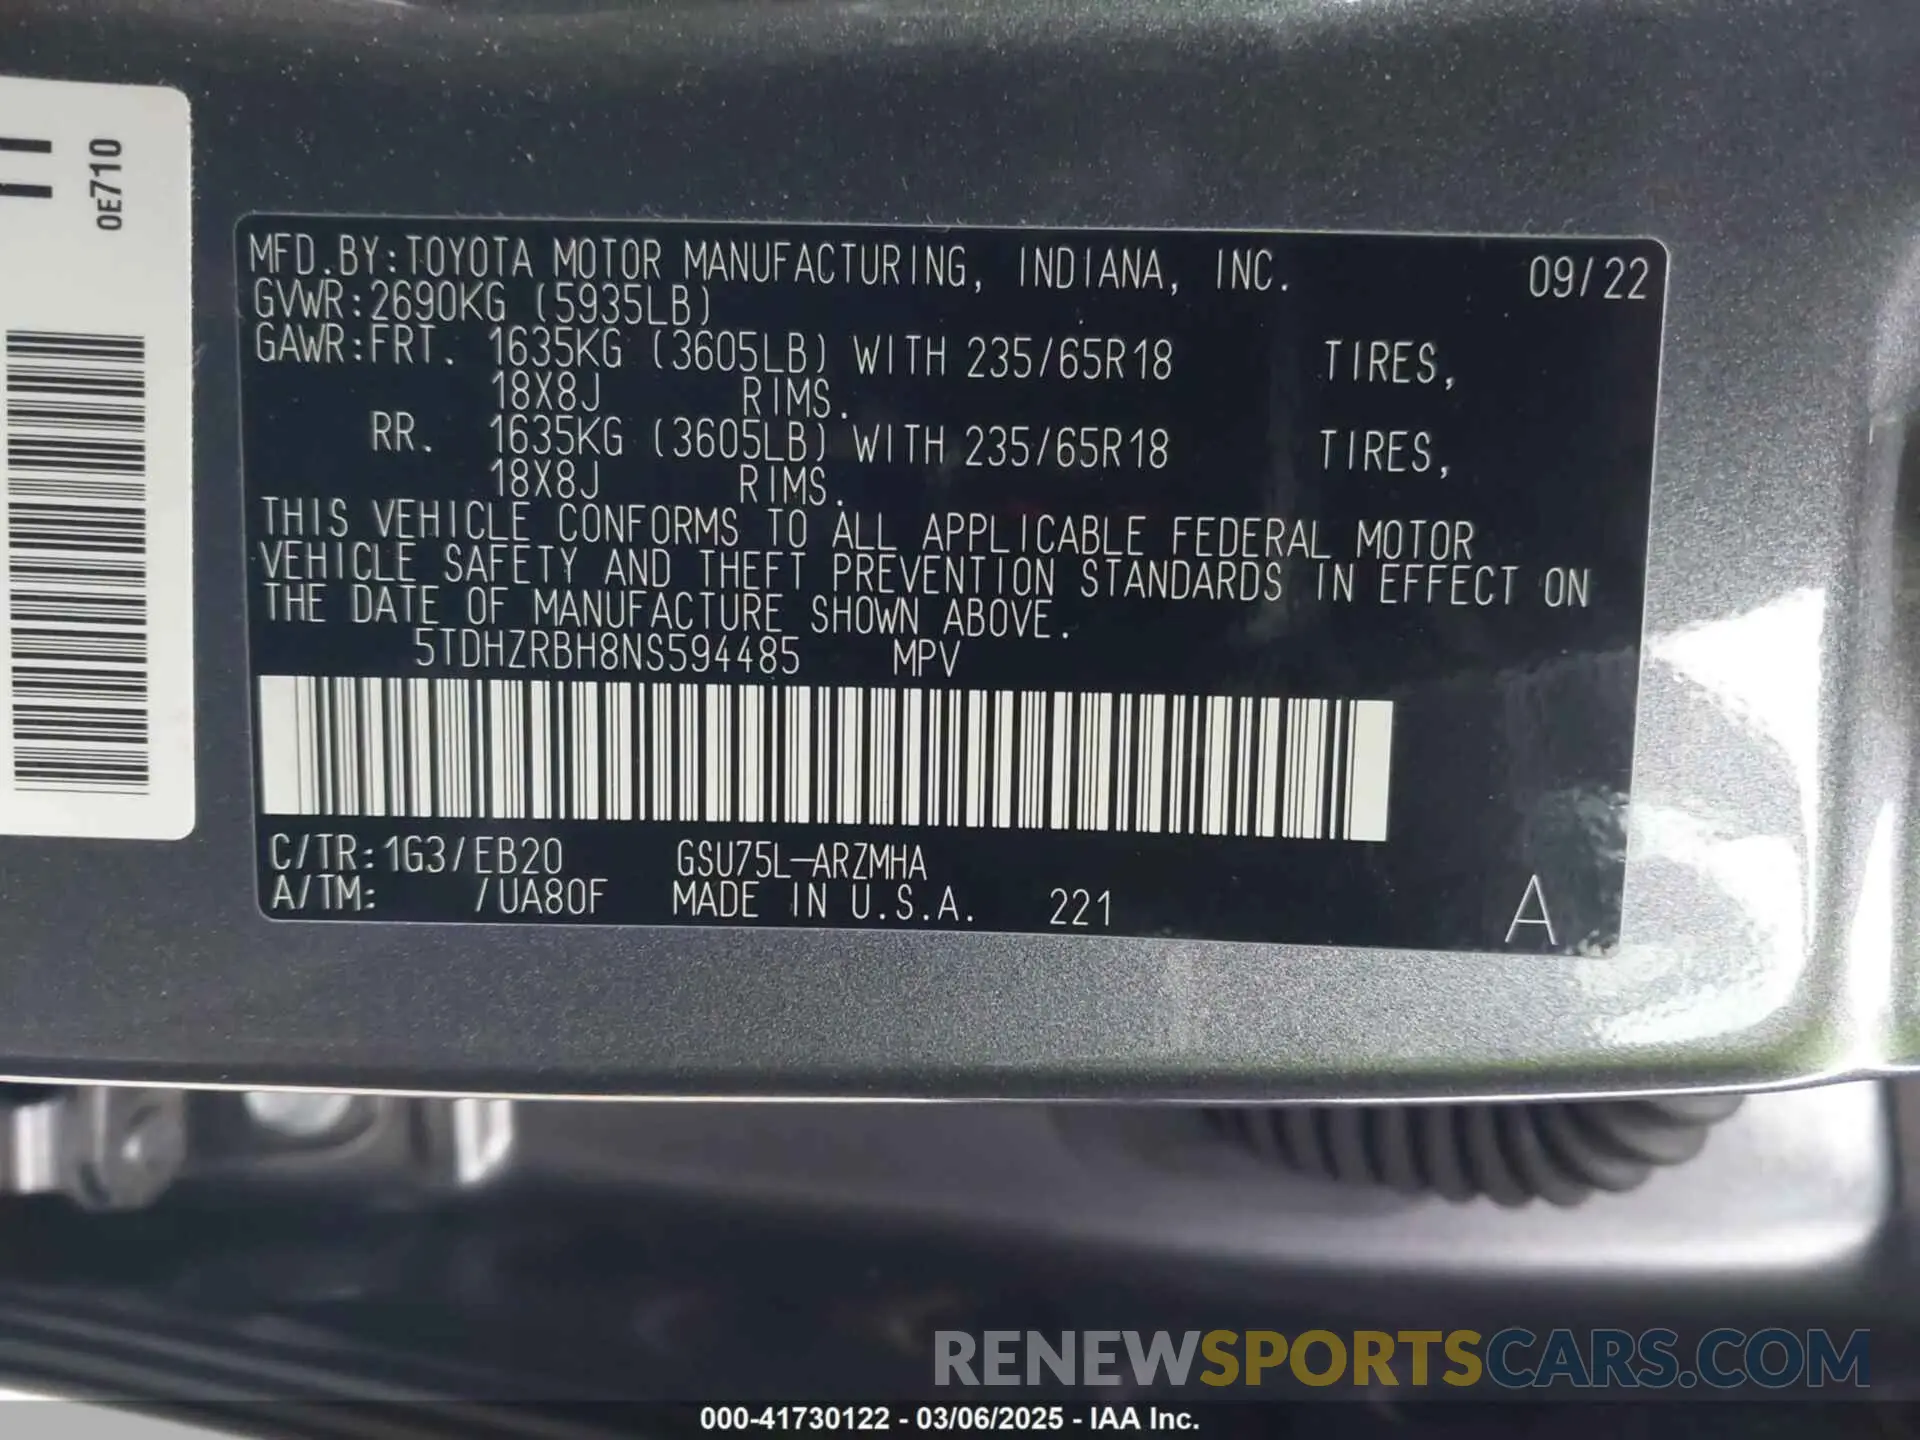 0E710
MFD.BY:TOYOTA MOTOR MANUFACTURING, INDIANA, INC. 09/22
GVWR:2690KG (5935LB)
GAWR:FRT. 1635KG (3605LB) WITH 235/65R18 TIRES,
18X8J RIMS.
RR. 1635KG (3605LB) WITH 235/65R18 TIRES,
18X8J RIMS.
THIS VEHICLE CONFORMS TO ALL APPLICABLE FEDERAL MOTOR
VEHICLE SAFETY AND THEFT PREVENTION STANDARDS IN EFFECT ON
THE DATE OF MANUFACTURE SHOWN ABOVE.
5TDHZRBH8NS594485 MPV
C/TR:1G3/EB20 GSU75L-ARZMHA
A/TM: /UA80F MADE IN U.S.A. 221 A
RENEWSPORTSCARS.COM
000-41730122 - 03/06/2025 - IAA Inc.